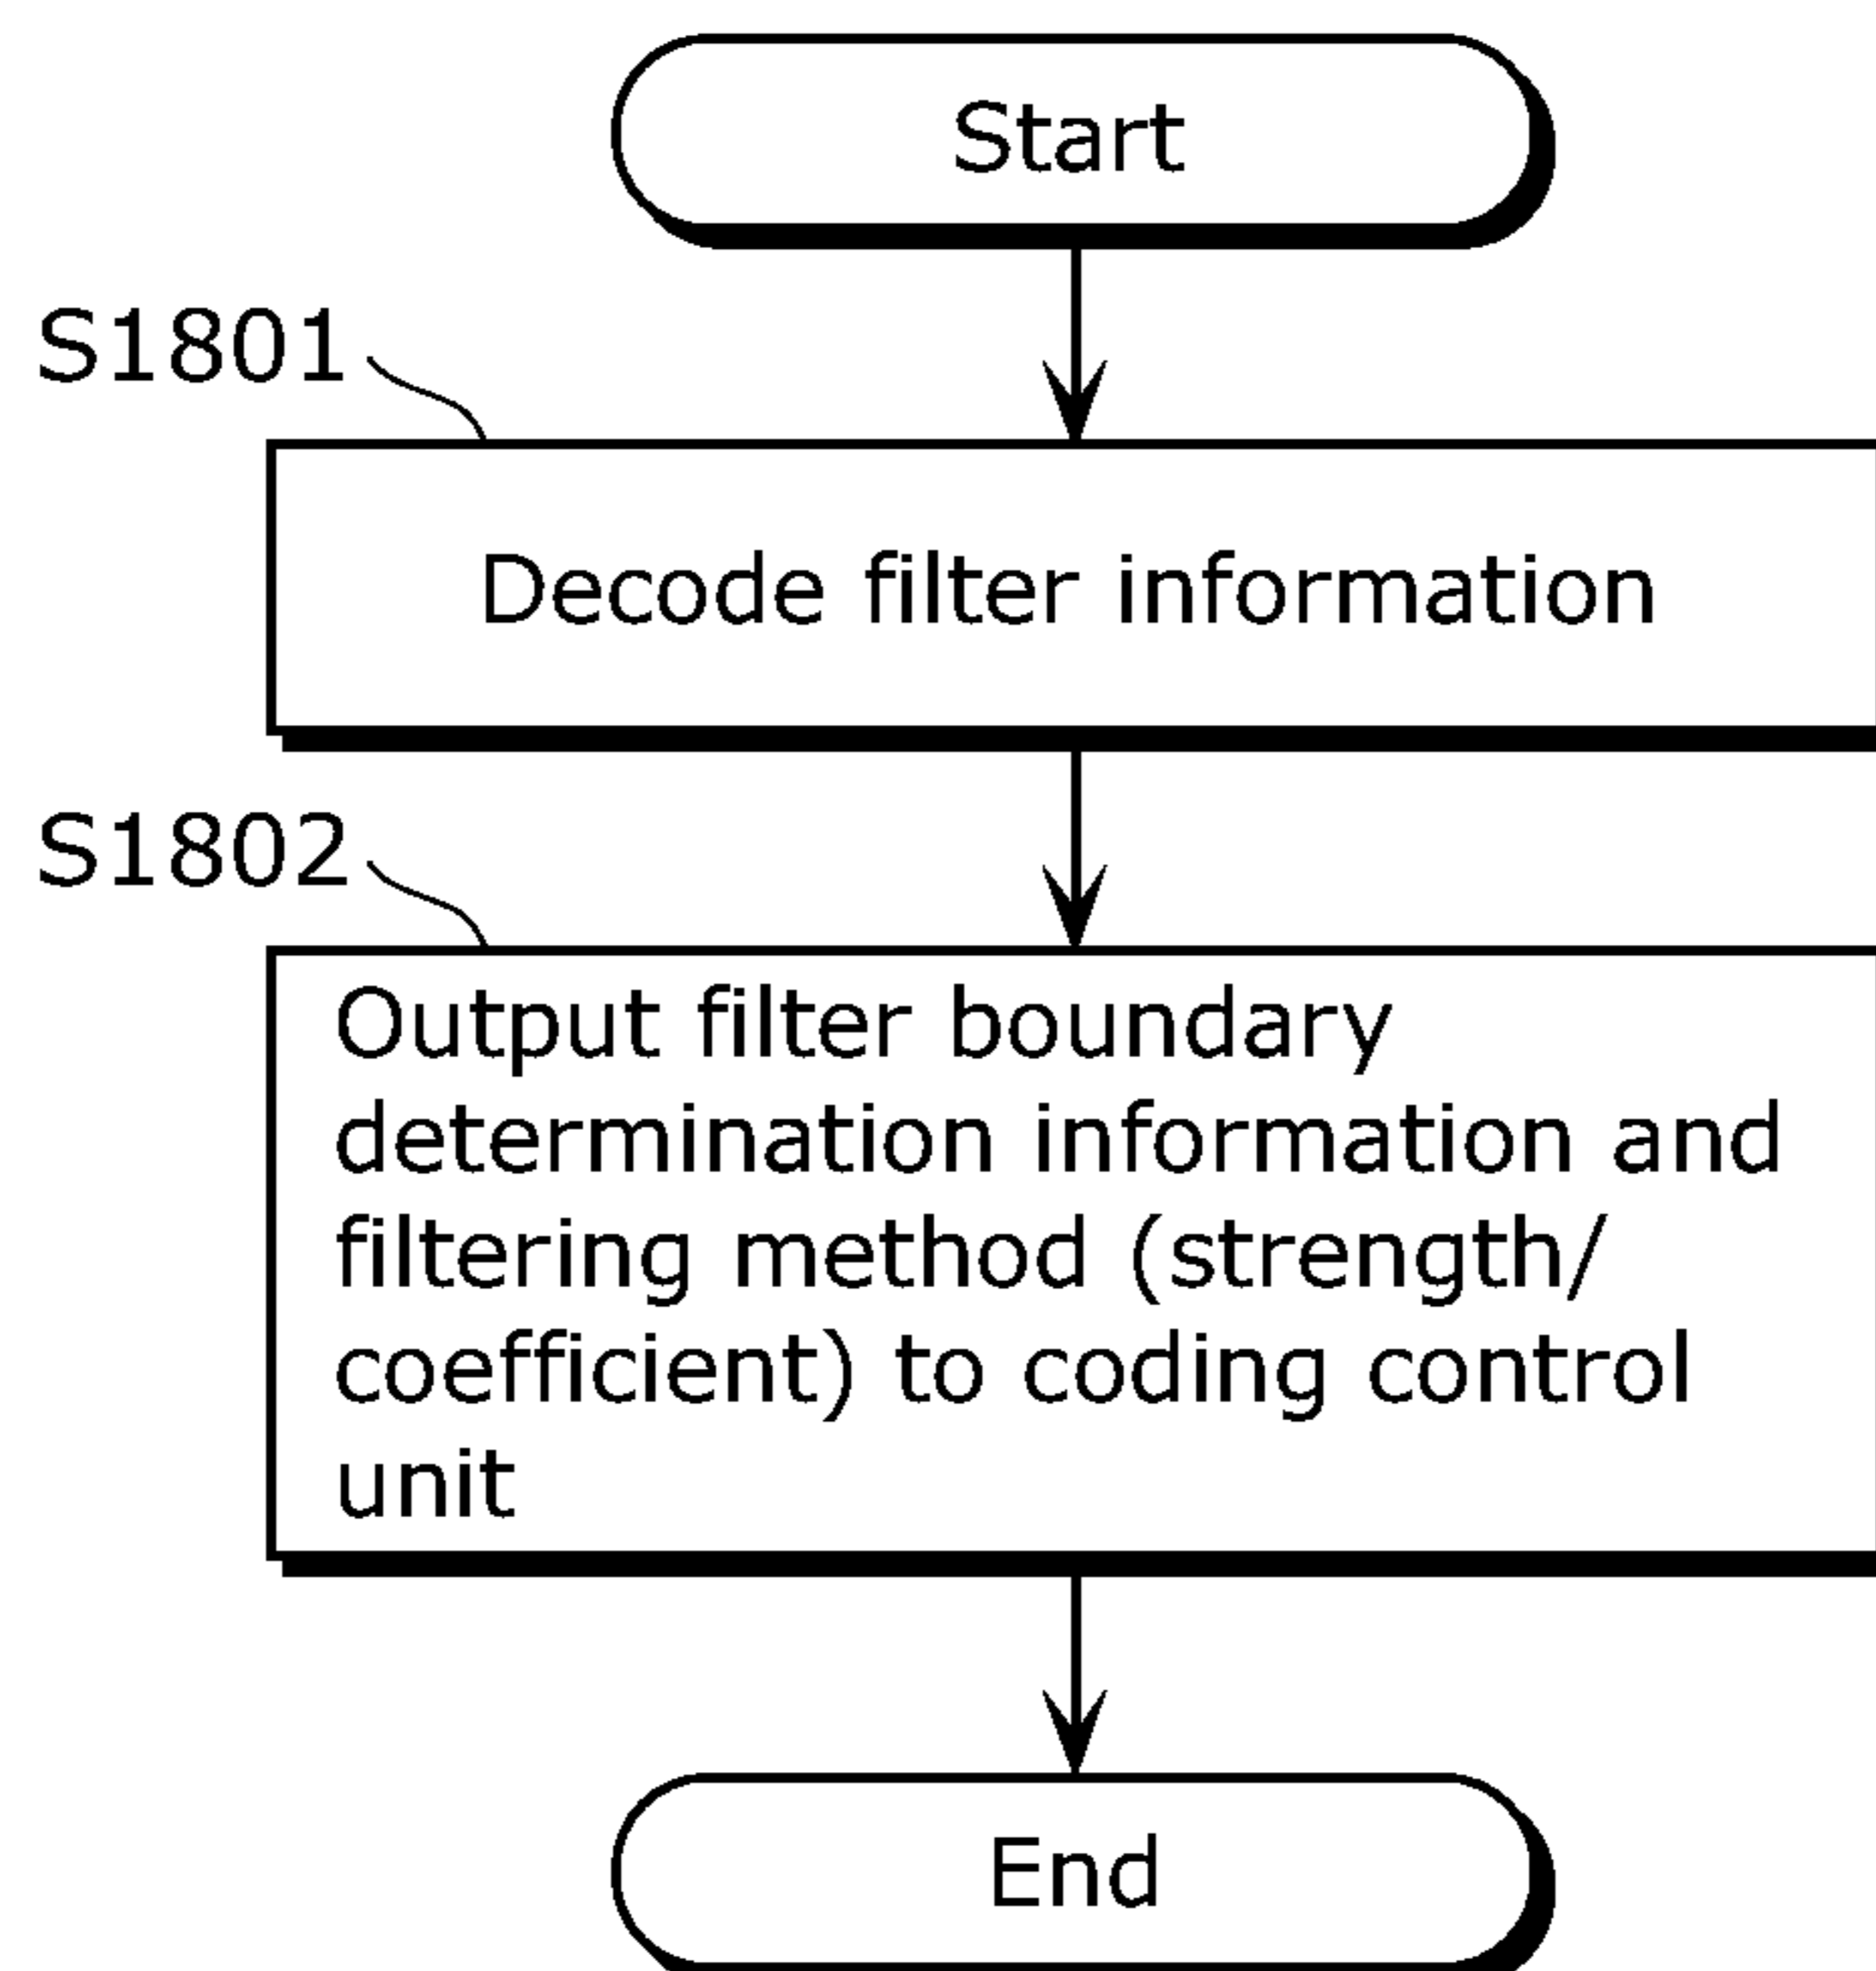 Start
S1801
Decode filter information
S1802
Output filter boundary
determination information and
filtering method (strength/
coefficient) to coding control
unit
End